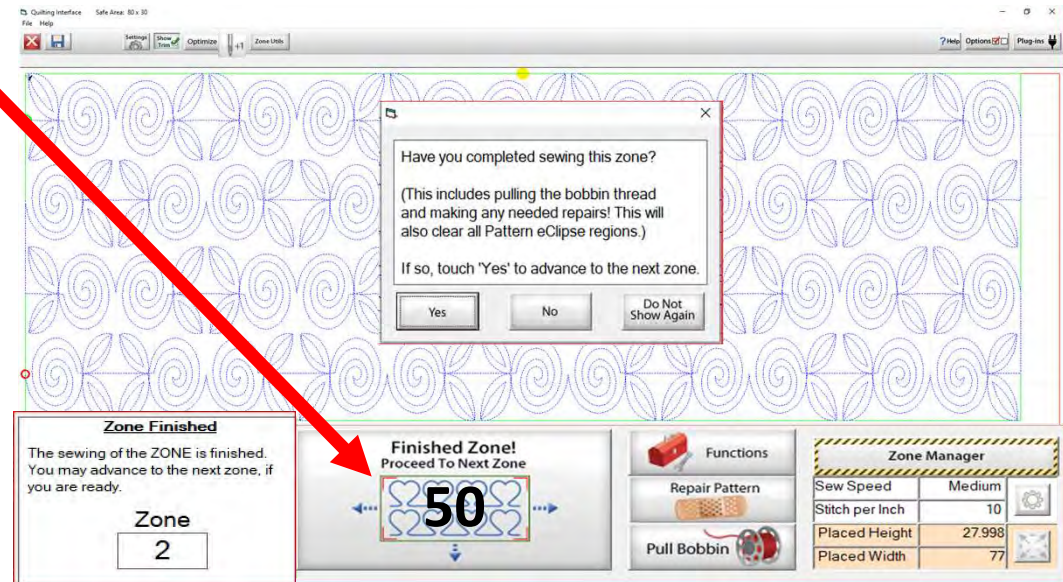 Quilting Interface Safe Area: 80 x 30
File Help
Settings Show Trim Optimize +1 Zone Utils ?Help Options Plug-ins
Have you completed sewing this zone?
(This includes pulling the bobbin thread
and making any needed repairs! This will
also clear all Pattern eClipse regions.)
If so, touch 'Yes' to advance to the next zone.
Yes No Do Not
Show Again
Zone Finished
The sewing of the ZONE is finished.
You may advance to the next zone, if
you are ready.
Zone
2
Finished Zone!
Proceed To Next Zone
50
Functions
Repair Pattern
Pull Bobbin
Zone Manager
Sew Speed Medium
Stitch per Inch 10
Placed Height 27.998
Placed Width 77